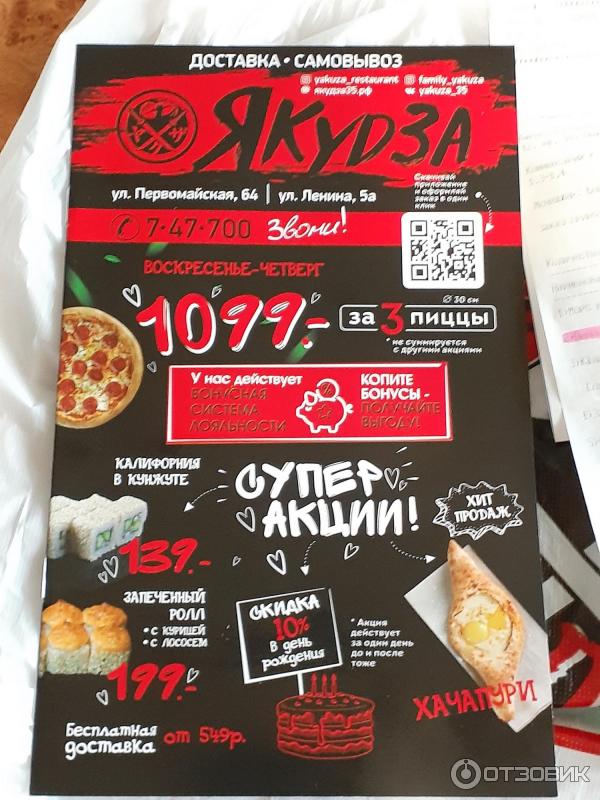 ДОСТАВКА • САМОВЫВОЗ
yakuza_restaurant family_yakuza
якудза35.рф yakuza_35
ЯКУДЗА
ул. Первомайская, 64 | ул. Ленина, 5а
Скачивай
приложение
и оформляй
заказ в один
клик
7-47-700 Звони!
ВОСКРЕСЕНЬЕ-ЧЕТВЕРГ
1099.-
⌀ 30 см
за 3 пиццы
* не суммируется
с другими акциями
У нас действует
БОНУСНАЯ
СИСТЕМА
ЛОЯЛЬНОСТИ
КОПИТЕ
БОНУСЫ -
ПОЛУЧАЙТЕ
ВЫГОДУ!
КАЛИФОРНИЯ
В КУНЖУТЕ
139.-
СУПЕР
АКЦИИ!
ХИТ
ПРОДАЖ
ЗАПЕЧЕННЫЙ
РОЛЛ
• С КУРИЦЕЙ
• С ЛОСОСЕМ
199.-
СКИДКА
10%
В день
рождения
* Акция
действует
за один день
до и после
тоже
ХАЧАПУРИ
Бесплатная
доставка от 549р.
ОТЗОВИК